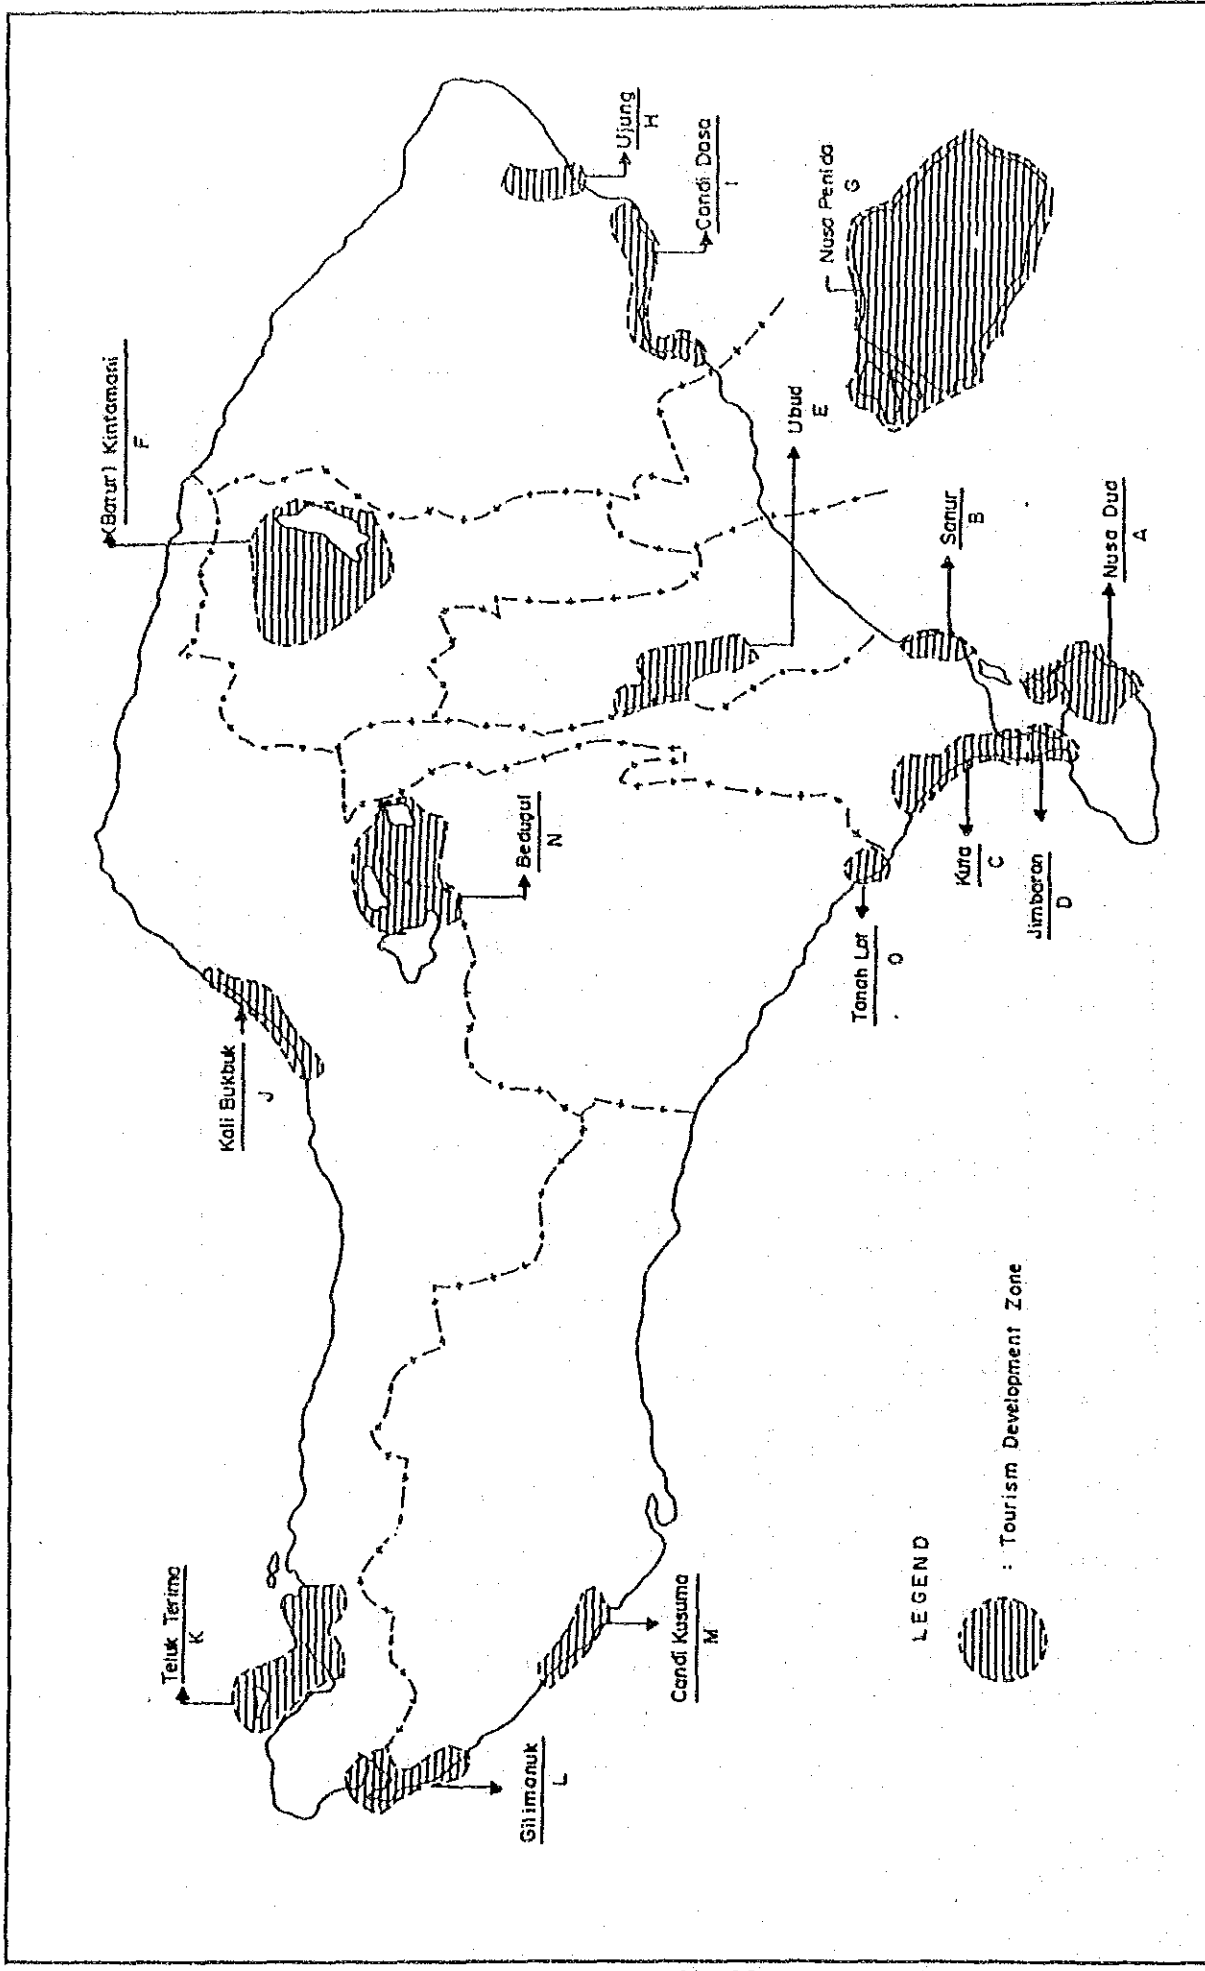 (Batur) Kintamani
F
Ujung
H
Candi Dasa
I
Nusa Penida
G
Ubud
E
Sanur
B
Nusa Dua
A
Kuta
C
Jimbaran
D
Tanah Lot
O
Bedugul
N
Kali Bukbuk
J
Teluk Terima
K
Gilimanuk
L
Candi Kusuma
M
LEGEND
: Tourism Development Zone